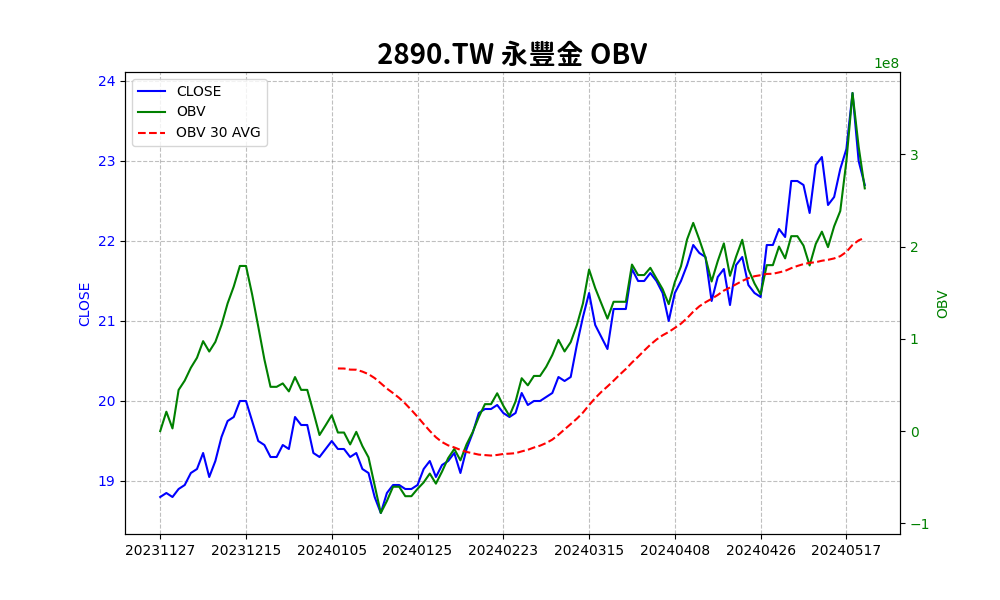 2890.TW 永豐金 OBV
1e8
CLOSE
OBV
OBV 30 AVG
24
23
22
21
20
19
CLOSE
3
2
1
0
−1
OBV
20231127 20231215 20240105 20240125 20240223 20240315 20240408 20240426 20240517